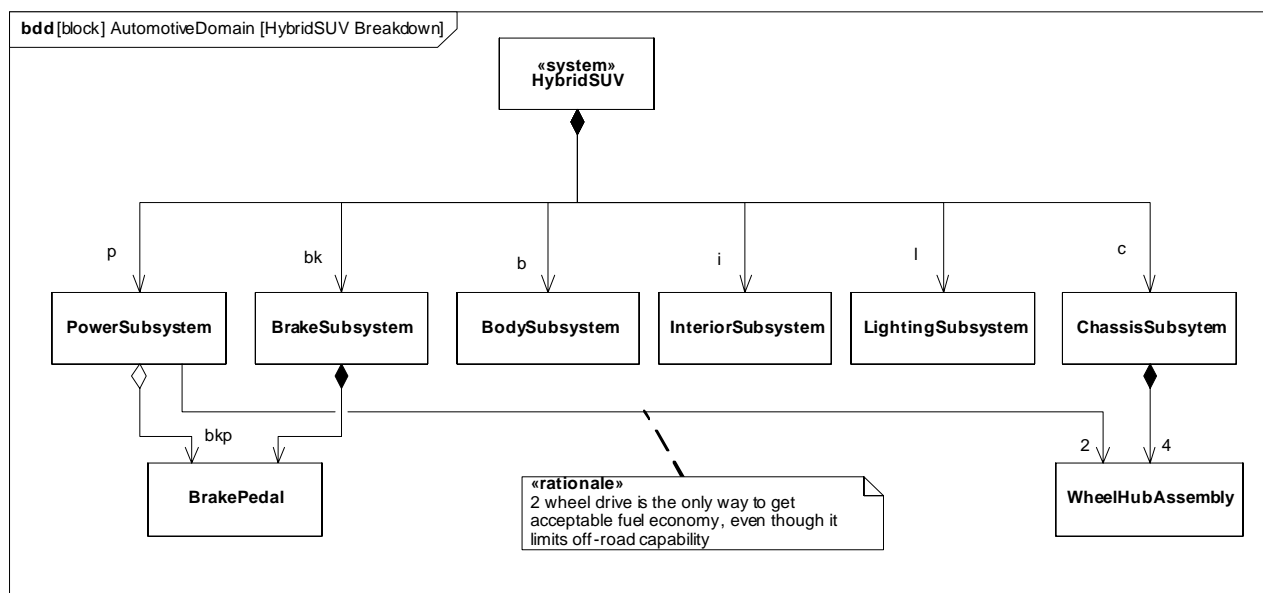 bdd [block] AutomotiveDomain [HybridSUV Breakdown]
«system»
HybridSUV
p
bk
b
i
l
c
PowerSubsystem
BrakeSubsystem
BodySubsystem
InteriorSubsystem
LightingSubsystem
ChassisSubsytem
bkp
2
4
BrakePedal
WheelHubAssembly
«rationale»
2 wheel drive is the only way to get
acceptable fuel economy, even though it
limits off-road capability